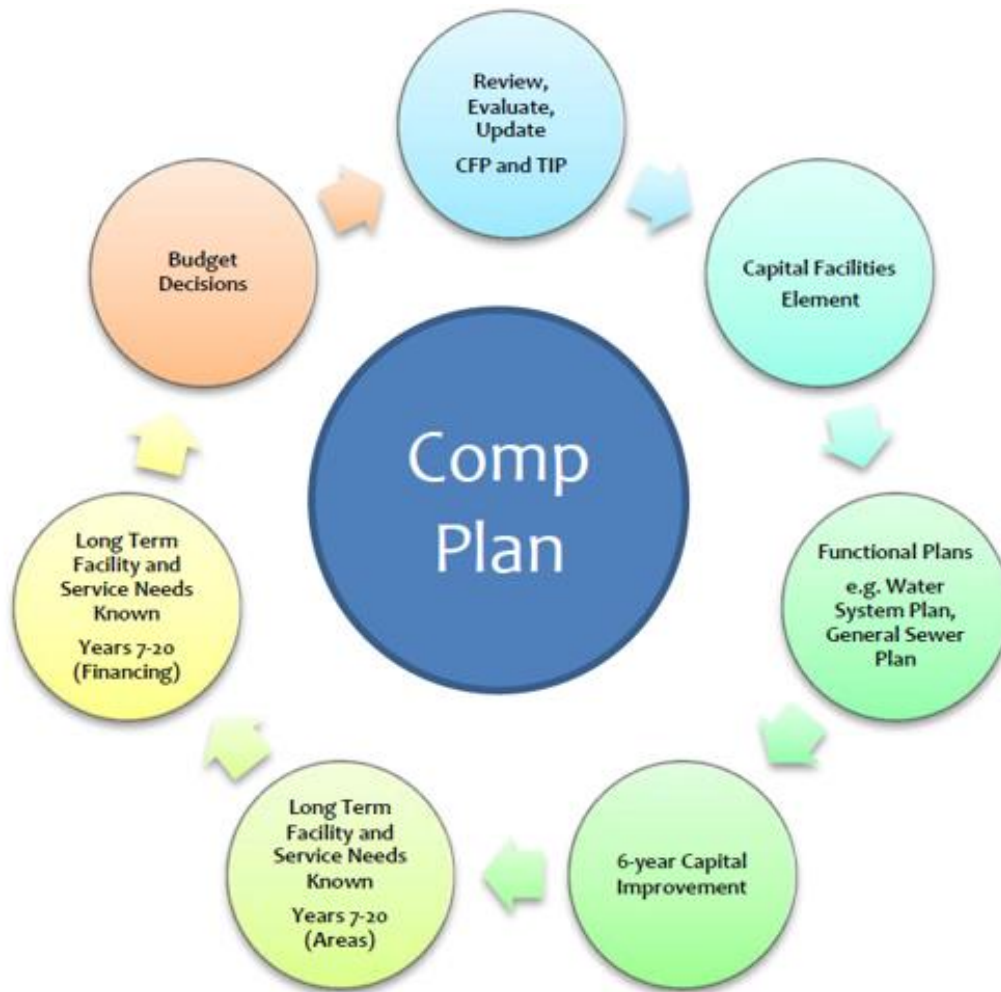 Review,
Evaluate,
Update
CFP and TIP
Capital Facilities
Element
Functional Plans
e.g. Water
System Plan,
General Sewer
Plan
6-year Capital
Improvement
Long Term
Facility and
Service Needs
Known
Years 7-20
(Areas)
Long Term
Facility and
Service Needs
Known
Years 7-20
(Financing)
Budget
Decisions
Comp
Plan